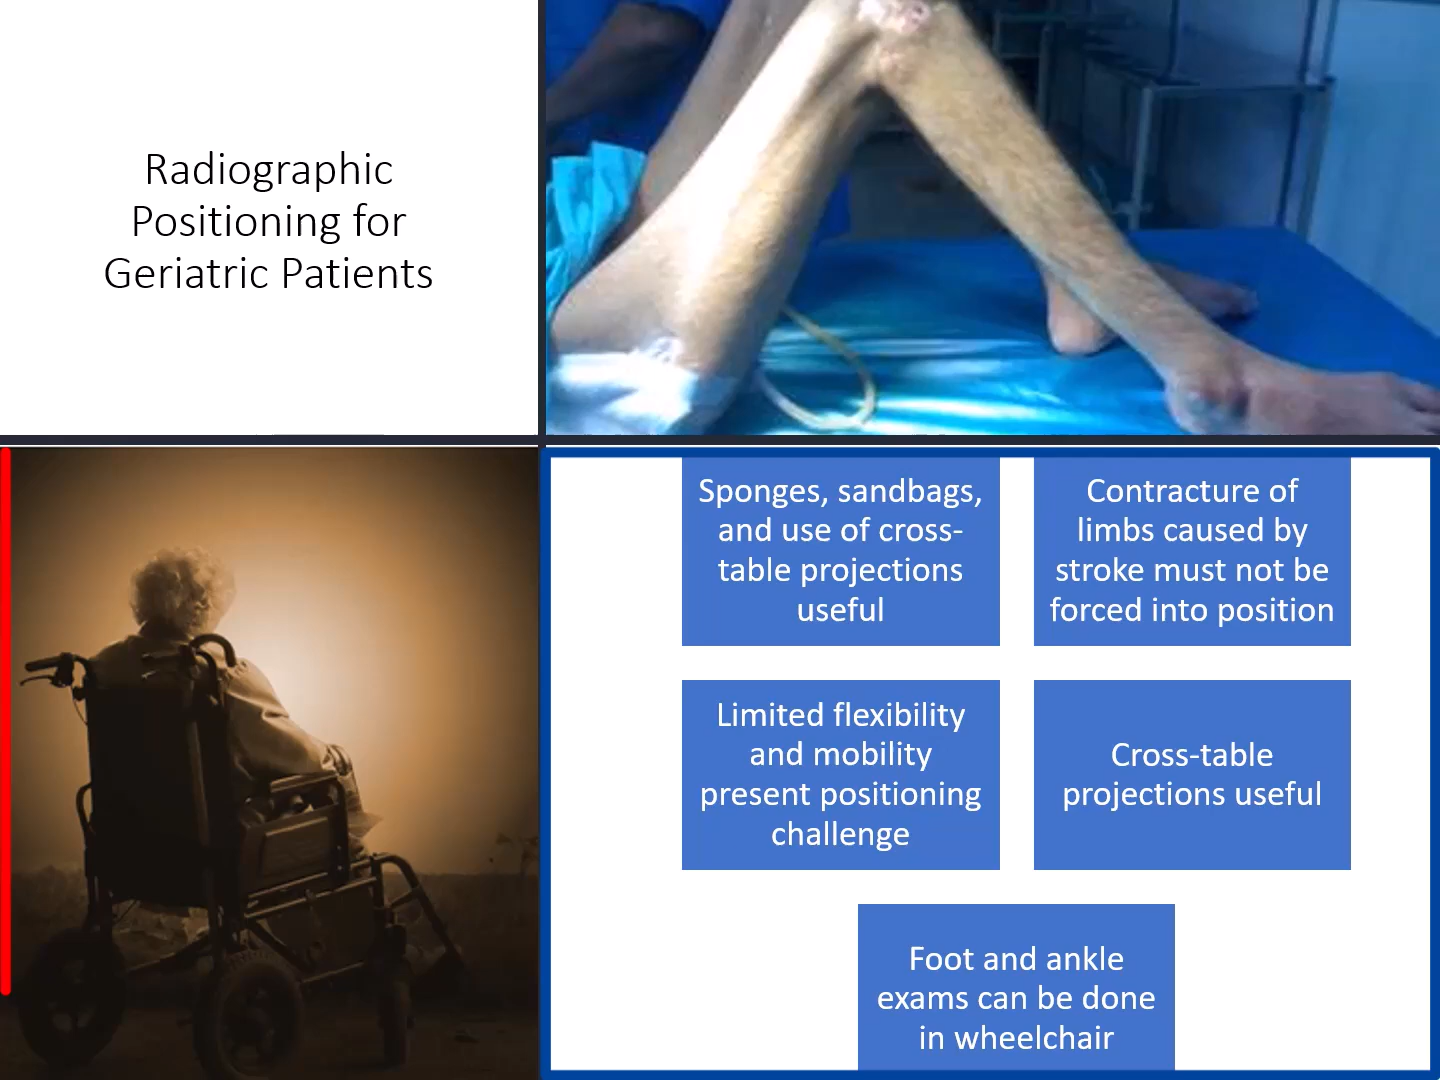 Radiographic
Positioning for
Geriatric Patients
Sponges, sandbags,
and use of cross-
table projections
useful
Contracture of
limbs caused by
stroke must not be
forced into position
Limited flexibility
and mobility
present positioning
challenge
Cross-table
projections useful
Foot and ankle
exams can be done
in wheelchair